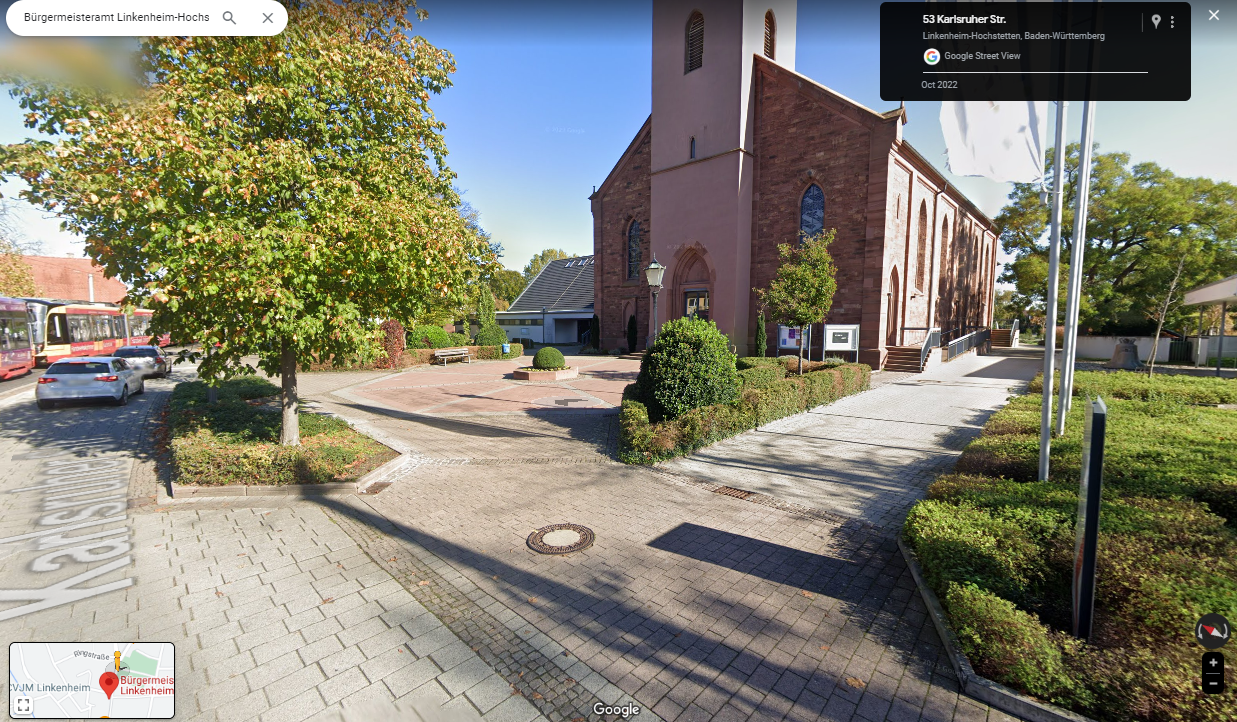 Bürgermeisteramt Linkenheim-Hochs
53 Karlsruher Str.
Linkenheim-Hochstetten, Baden-Württemberg
Google Street View
Oct 2022
Karlsruher
Ringstraße
CVJM Linkenheim
Bürgermeis
Linkenheim
Google